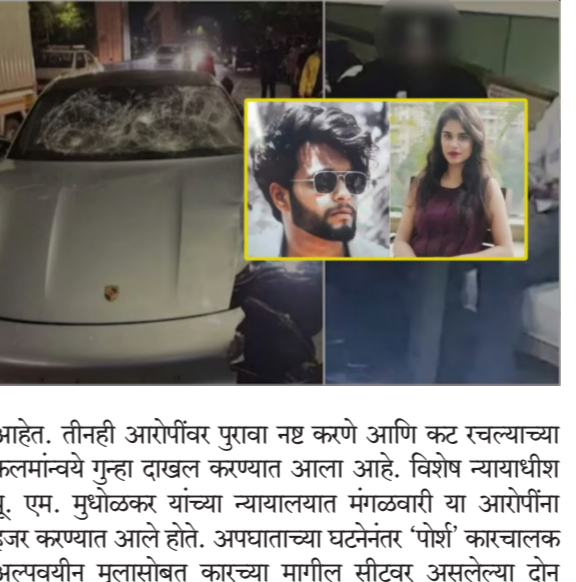 आहेत. तीनही आरोपींवर पुरावा नष्ट करणे आणि कट रचल्याच्या
कलमांन्वये गुन्हा दाखल करण्यात आला आहे. विशेष न्यायाधीश
यू. एम. मुधोळकर यांच्या न्यायालयात मंगळवारी या आरोपींना
हजर करण्यात आले होते. अपघाताच्या घटनेनंतर ‘पोर्श’ कारचालक
अल्पवयीन मुलासोबत कारच्या मागील सीटवर असलेल्या दोन